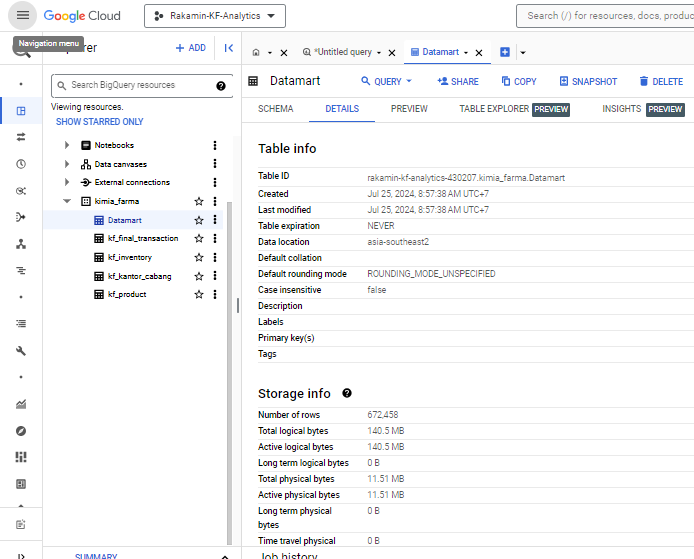 Google Cloud
Rakamin-KF-Analytics
Search (/) for resources, docs, produc
Navigation menu
rer
+ ADD
*Untitled query
Datamart
Search BigQuery resources
Viewing resources.
SHOW STARRED ONLY
Notebooks
Data canvases
External connections
kimia_farma
Datamart
kf_final_transaction
kf_inventory
kf_kantor_cabang
kf_product
SUMMARY
Datamart
QUERY
SHARE
COPY
SNAPSHOT
DELETE
SCHEMA
DETAILS
PREVIEW
TABLE EXPLORER PREVIEW
INSIGHTS PREVIEW
Table info
Table ID rakamin-kf-analytics-430207.kimia_farma.Datamart
Created Jul 25, 2024, 8:57:38 AM UTC+7
Last modified Jul 25, 2024, 8:57:38 AM UTC+7
Table expiration NEVER
Data location asia-southeast2
Default collation
Default rounding mode ROUNDING_MODE_UNSPECIFIED
Case insensitive false
Description
Labels
Primary key(s)
Tags
Storage info
Number of rows 672,458
Total logical bytes 140.5 MB
Active logical bytes 140.5 MB
Long term logical bytes 0 B
Total physical bytes 11.51 MB
Active physical bytes 11.51 MB
Long term physical 0 B
bytes
Time travel physical 0 B
Job history